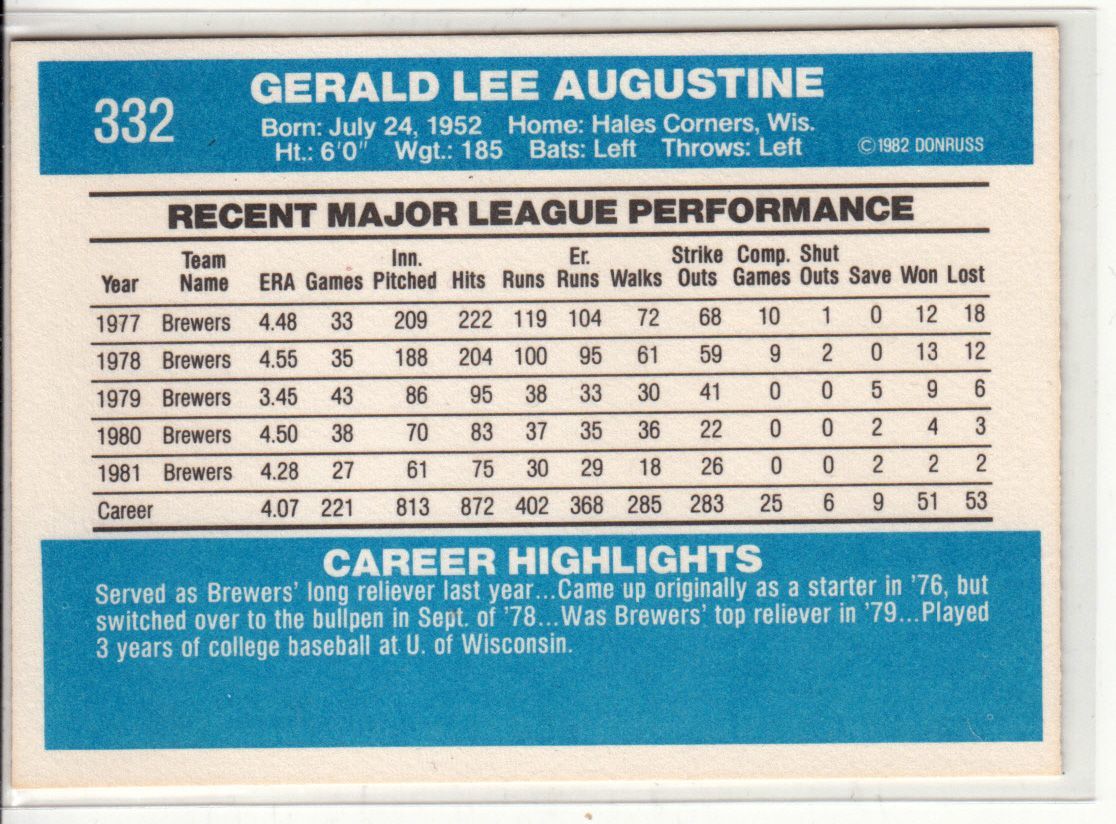 332
GERALD LEE AUGUSTINE
Born: July 24, 1952 Home: Hales Corners, Wis.
Ht.: 6'0" Wgt.: 185 Bats: Left Throws: Left
©1982 DONRUSS
RECENT MAJOR LEAGUE PERFORMANCE
Year Team Name ERA Games Inn. Pitched Hits Runs Er. Runs Walks Strike Outs Comp. Games Shut Outs Save Won Lost
1977 Brewers 4.48 33 209 222 119 104 72 68 10 1 0 12 18
1978 Brewers 4.55 35 188 204 100 95 61 59 9 2 0 13 12
1979 Brewers 3.45 43 86 95 38 33 30 41 0 0 5 9 6
1980 Brewers 4.50 38 70 83 37 35 36 22 0 0 2 4 3
1981 Brewers 4.28 27 61 75 30 29 18 26 0 0 2 2 2
Career 4.07 221 813 872 402 368 285 283 25 6 9 51 53
CAREER HIGHLIGHTS
Served as Brewers' long reliever last year...Came up originally as a starter in '76, but
switched over to the bullpen in Sept. of '78...Was Brewers' top reliever in '79...Played
3 years of college baseball at U. of Wisconsin.